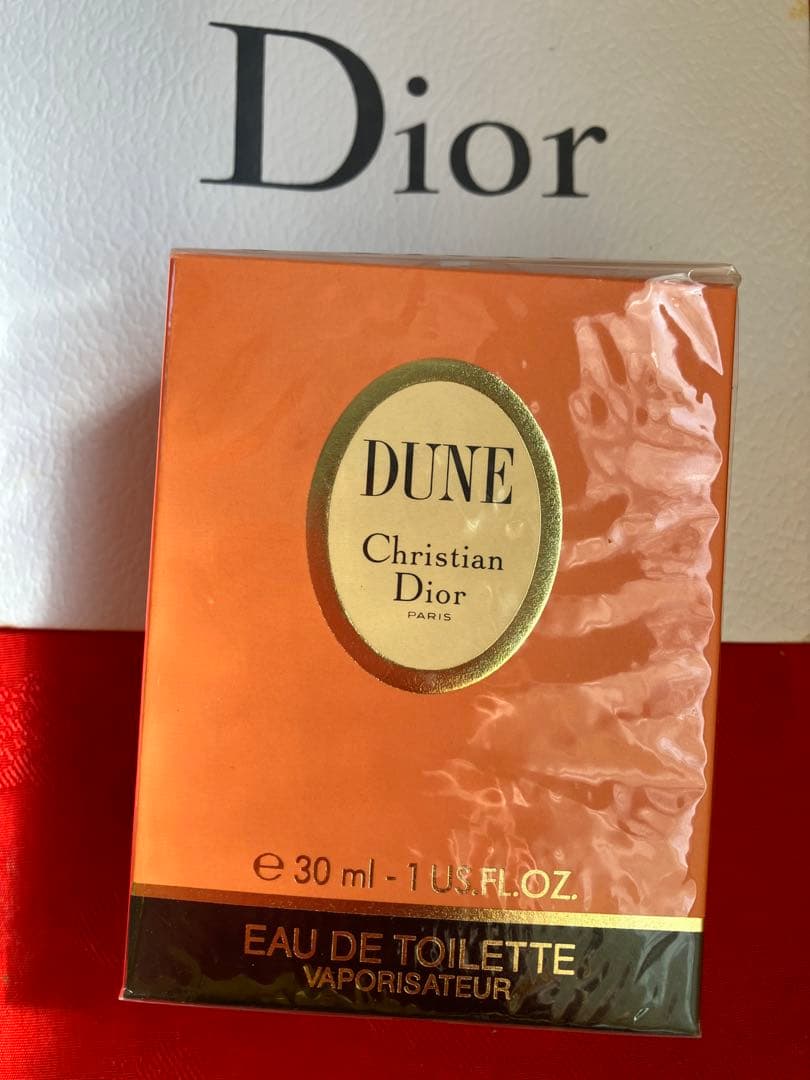 Dior
DUNE
Christian
Dior
PARIS
e 30 ml - 1 US.FL.OZ.
EAU DE TOILETTE
VAPORISATEUR